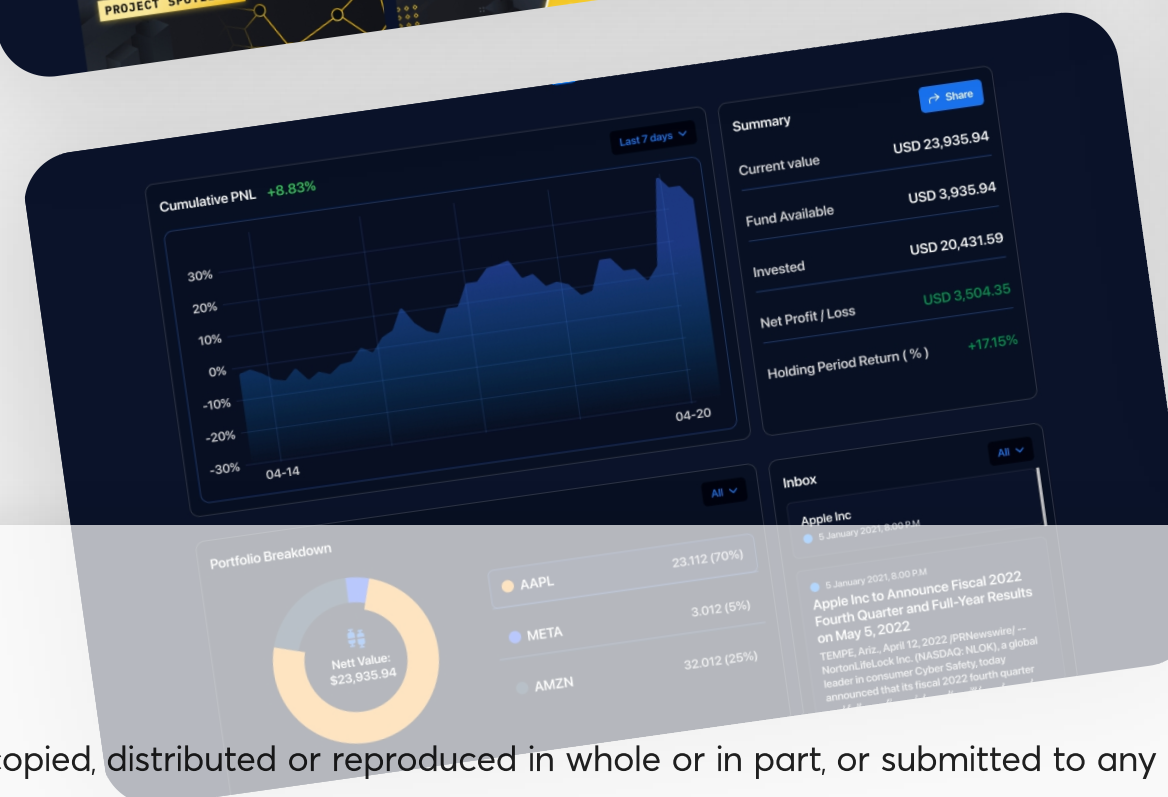 PROJECT
Cumulative PNL +8.83%
Last 7 days
30%
20%
10%
0%
-10%
-20%
-30%
04-14
04-20
Summary
Share
Current value USD 23,935.94
Fund Available USD 3,935.94
Invested USD 20,431.59
Net Profit / Loss USD 3,504.35
Holding Period Return ( % ) +17.15%
Portfolio Breakdown
All
Nett Value:
$23,935.94
AAPL 23.112 (70%)
META 3.012 (5%)
AMZN 32.012 (25%)
Inbox
All
Apple Inc
5 January 2021, 8.00 P.M
5 January 2021, 8.00 P.M
Apple Inc to Announce Fiscal 2022
Fourth Quarter and Full-Year Results
on May 5, 2022
TEMPE, Ariz., April 12, 2022 /PRNewswire/ --
NortonLifeLock Inc. (NASDAQ: NLOK), a global
leader in consumer Cyber Safety, today
announced that its fiscal 2022 fourth quarter
copied, distributed or reproduced in whole or in part, or submitted to any